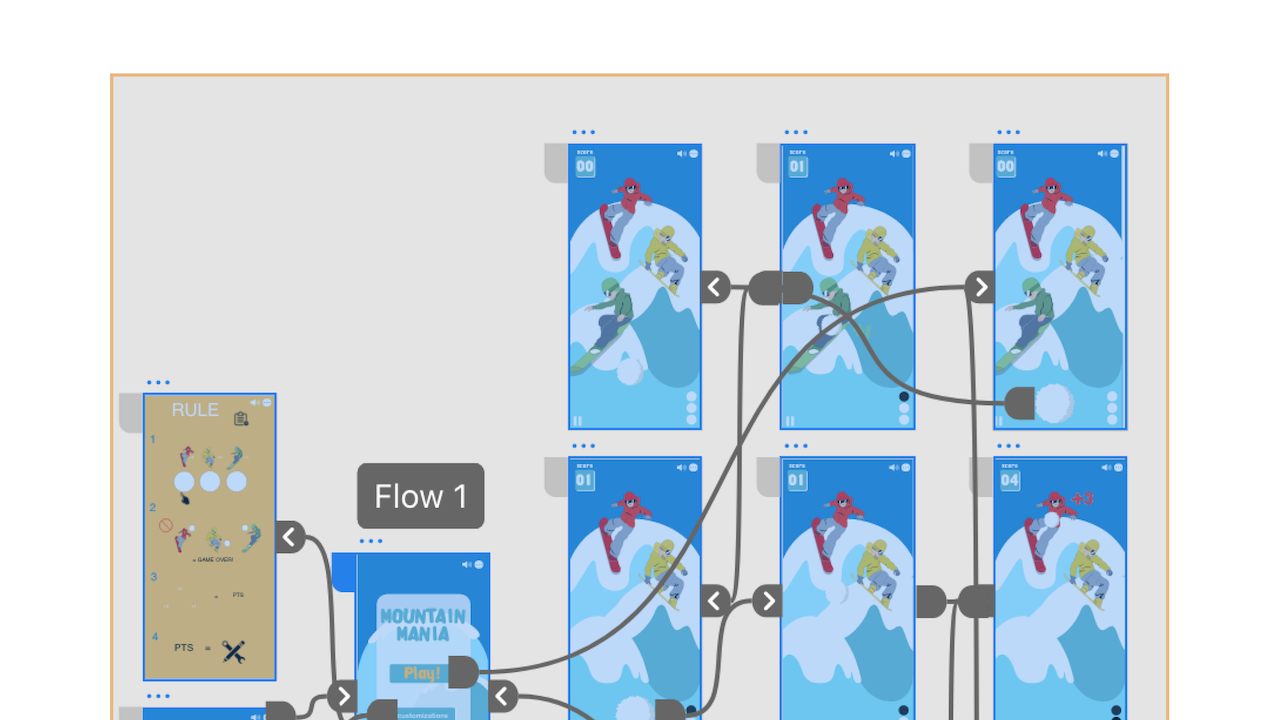 score
00
score
01
score
00
RULE
1
2
= GAME OVER!
3
= PTS
4
PTS =
Flow 1
MOUNTAIN
MANIA
Play!
customizations
score
01
score
01
score
04
+3